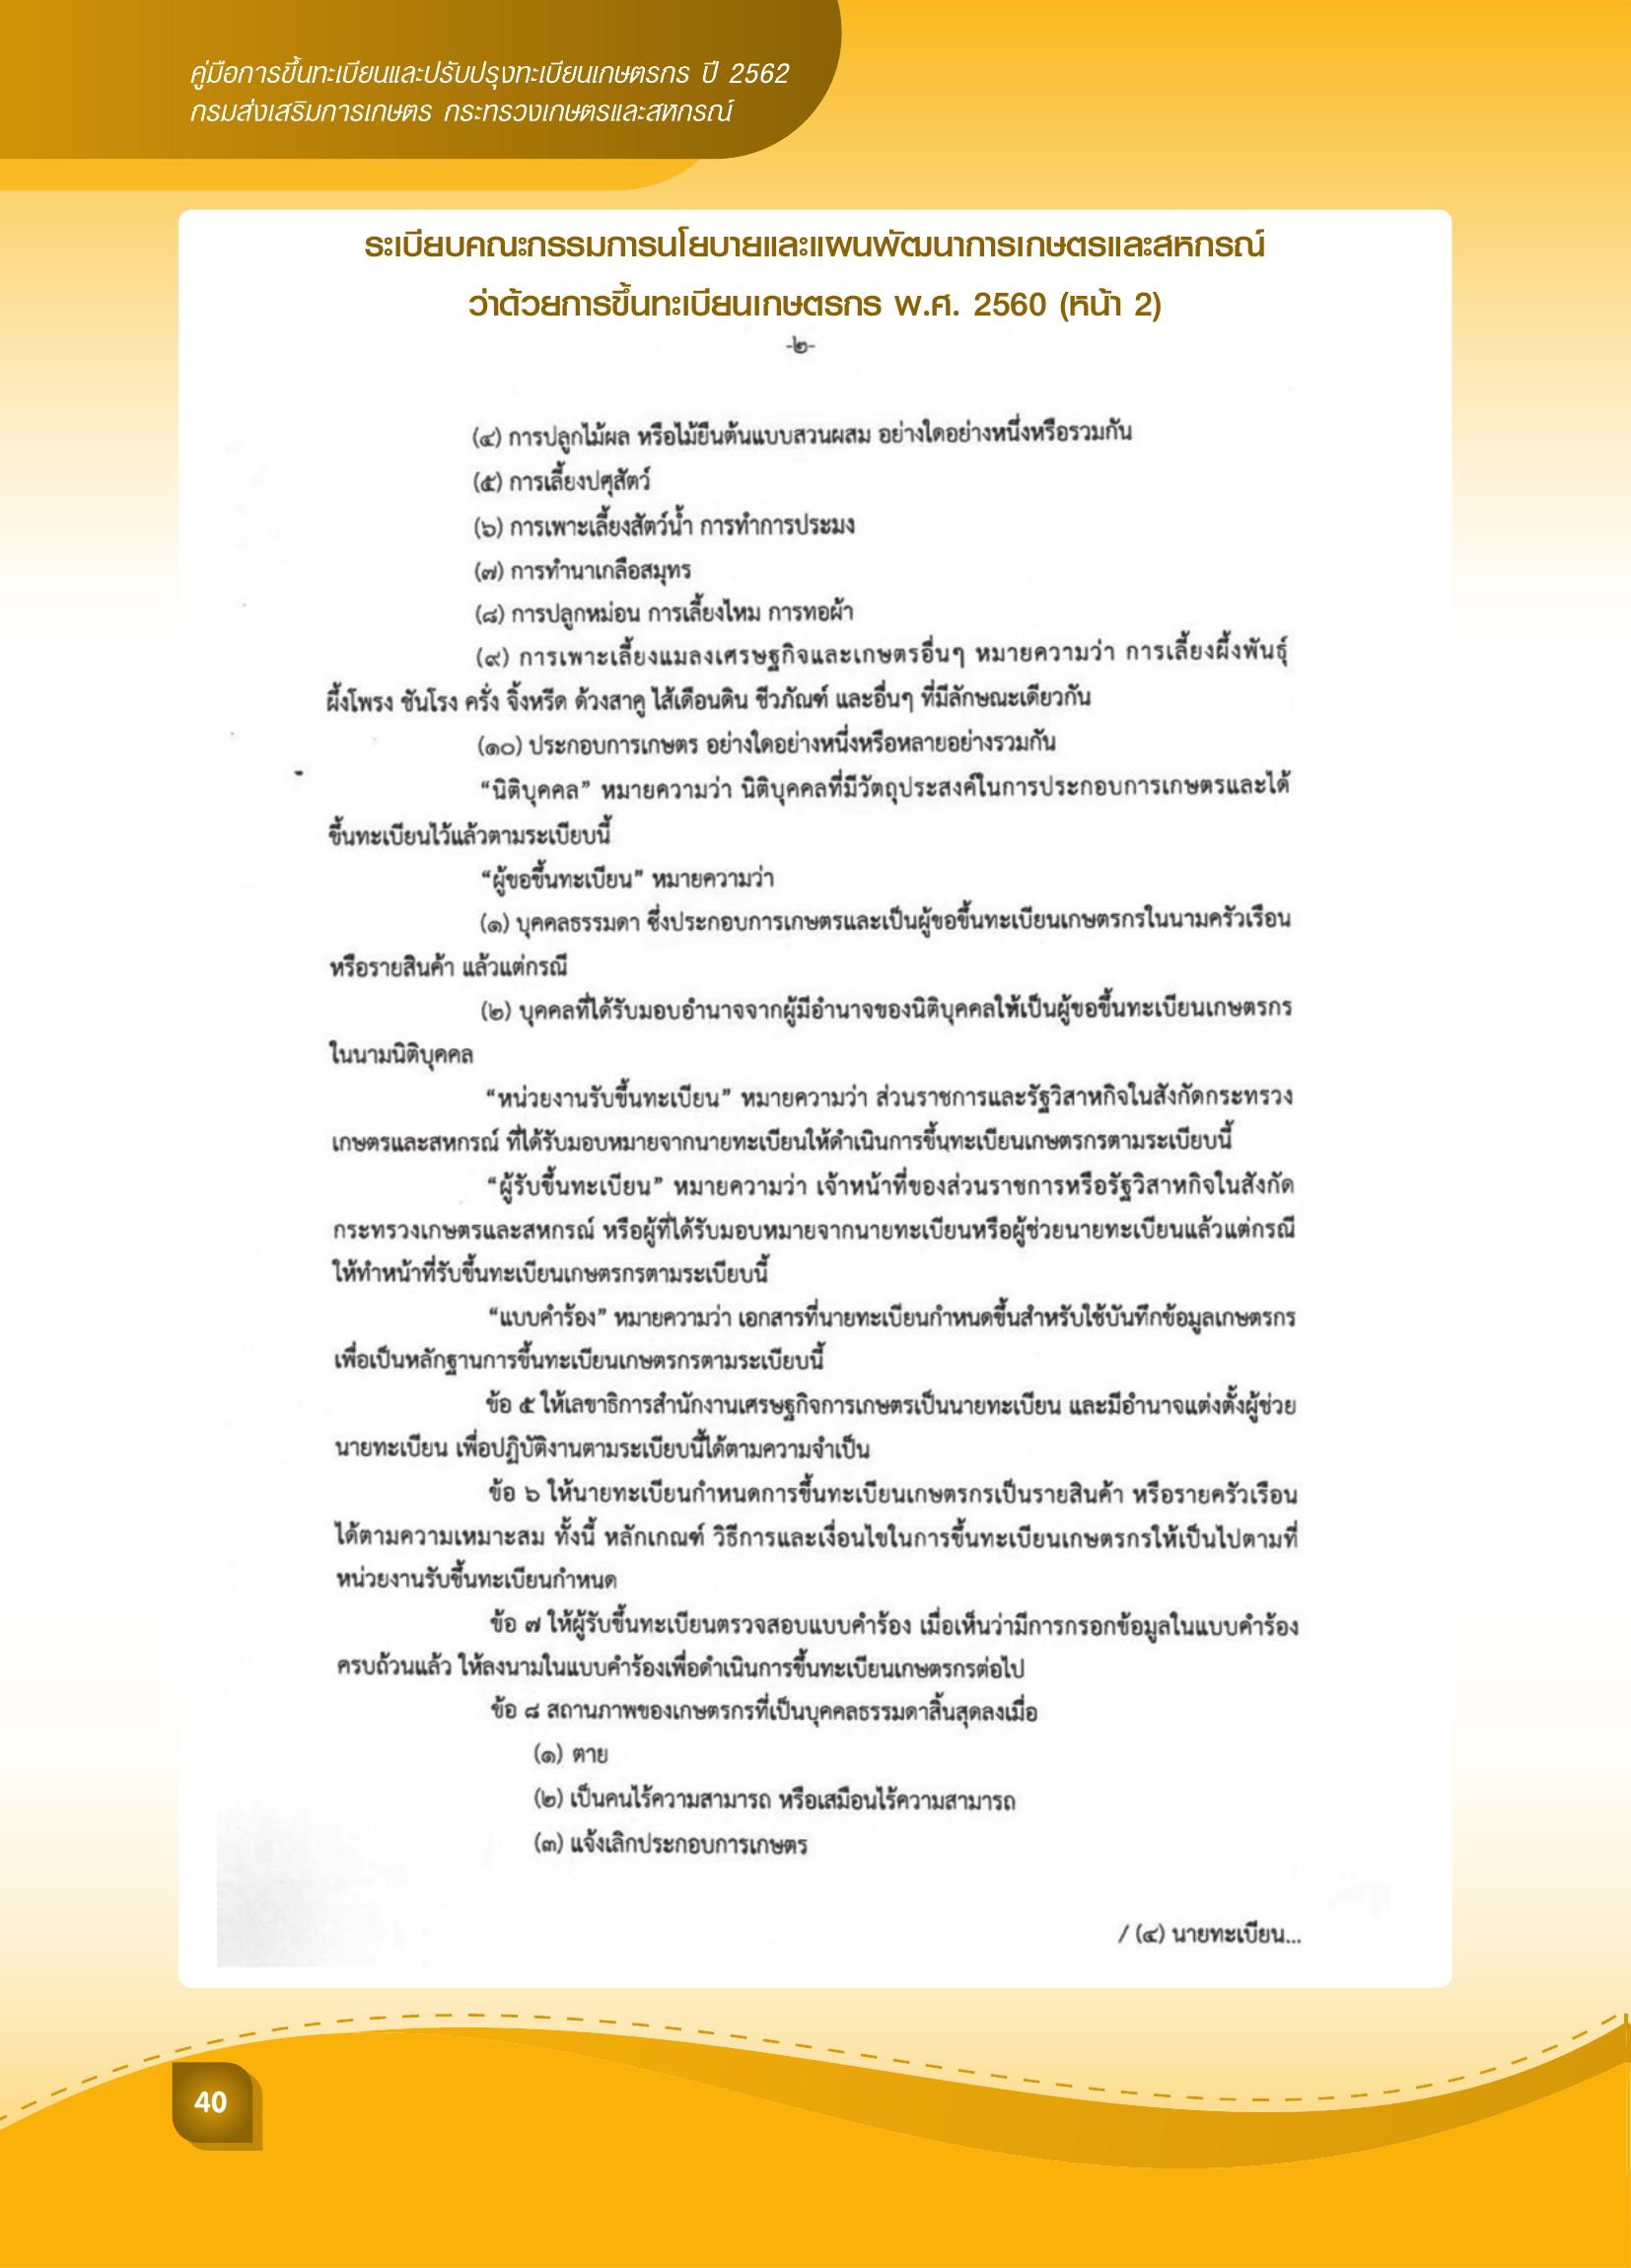 คู่มือการขึ้นทะเบียนและปรับปรุงทะเบียนเกษตรกร ปี 2562
กรมส่งเสริมการเกษตร กระทรวงเกษตรและสหกรณ์
ระเบียบคณะกรรมการนโยบายและแผนพัฒนาการเกษตรและสหกรณ์
ว่าด้วยการขึ้นทะเบียนเกษตรกร พ.ศ. 2560 (หน้า 2)
-๒-
(๔) การปลูกไม้ผล หรือไม้ยืนต้นแบบสวนผสม อย่างใดอย่างหนึ่งหรือรวมกัน
(๕) การเลี้ยงปศุสัตว์
(๖) การเพาะเลี้ยงสัตว์น้ำ การทำการประมง
(๗) การทำนาเกลือสมุทร
(๘) การปลูกหม่อน การเลี้ยงไหม การทอผ้า
(๙) การเพาะเลี้ยงแมลงเศรษฐกิจและเกษตรอื่นๆ หมายความว่า การเลี้ยงผึ้งพันธุ์
ผึ้งโพรง ชันโรง ครั่ง จิ้งหรีด ด้วงสาคู ไส้เดือนดิน ชีวภัณฑ์ และอื่นๆ ที่มีลักษณะเดียวกัน
(๑๐) ประกอบการเกษตร อย่างใดอย่างหนึ่งหรือหลายอย่างรวมกัน
“นิติบุคคล” หมายความว่า นิติบุคคลที่มีวัตถุประสงค์ในการประกอบการเกษตรและได้
ขึ้นทะเบียนไว้แล้วตามระเบียบนี้
“ผู้ขอขึ้นทะเบียน” หมายความว่า
(๑) บุคคลธรรมดา ซึ่งประกอบการเกษตรและเป็นผู้ขอขึ้นทะเบียนเกษตรกรในนามครัวเรือน
หรือรายสินค้า แล้วแต่กรณี
(๒) บุคคลที่ได้รับมอบอำนาจจากผู้มีอำนาจของนิติบุคคลให้เป็นผู้ขอขึ้นทะเบียนเกษตรกร
ในนามนิติบุคคล
“หน่วยงานรับขึ้นทะเบียน” หมายความว่า ส่วนราชการและรัฐวิสาหกิจในสังกัดกระทรวง
เกษตรและสหกรณ์ ที่ได้รับมอบหมายจากนายทะเบียนให้ดำเนินการขึ้นทะเบียนเกษตรกรตามระเบียบนี้
“ผู้รับขึ้นทะเบียน” หมายความว่า เจ้าหน้าที่ของส่วนราชการหรือรัฐวิสาหกิจในสังกัด
กระทรวงเกษตรและสหกรณ์ หรือผู้ที่ได้รับมอบหมายจากนายทะเบียนหรือผู้ช่วยนายทะเบียนแล้วแต่กรณี
ให้ทำหน้าที่รับขึ้นทะเบียนเกษตรกรตามระเบียบนี้
“แบบคำร้อง” หมายความว่า เอกสารที่นายทะเบียนกำหนดขึ้นสำหรับใช้บันทึกข้อมูลเกษตรกร
เพื่อเป็นหลักฐานการขึ้นทะเบียนเกษตรกรตามระเบียบนี้
ข้อ ๕ ให้เลขาธิการสำนักงานเศรษฐกิจการเกษตรเป็นนายทะเบียน และมีอำนาจแต่งตั้งผู้ช่วย
นายทะเบียน เพื่อปฏิบัติงานตามระเบียบนี้ได้ตามความจำเป็น
ข้อ ๖ ให้นายทะเบียนกำหนดการขึ้นทะเบียนเกษตรกรเป็นรายสินค้า หรือรายครัวเรือน
ได้ตามความเหมาะสม ทั้งนี้ หลักเกณฑ์ วิธีการและเงื่อนไขในการขึ้นทะเบียนเกษตรกรให้เป็นไปตามที่
หน่วยงานรับขึ้นทะเบียนกำหนด
ข้อ ๗ ให้ผู้รับขึ้นทะเบียนตรวจสอบแบบคำร้อง เมื่อเห็นว่ามีการกรอกข้อมูลในแบบคำร้อง
ครบถ้วนแล้ว ให้ลงนามในแบบคำร้องเพื่อดำเนินการขึ้นทะเบียนเกษตรกรต่อไป
ข้อ ๘ สถานภาพของเกษตรกรที่เป็นบุคคลธรรมดาสิ้นสุดลงเมื่อ
(๑) ตาย
(๒) เป็นคนไร้ความสามารถ หรือเสมือนไร้ความสามารถ
(๓) แจ้งเลิกประกอบการเกษตร
/ (๔) นายทะเบียน...
40